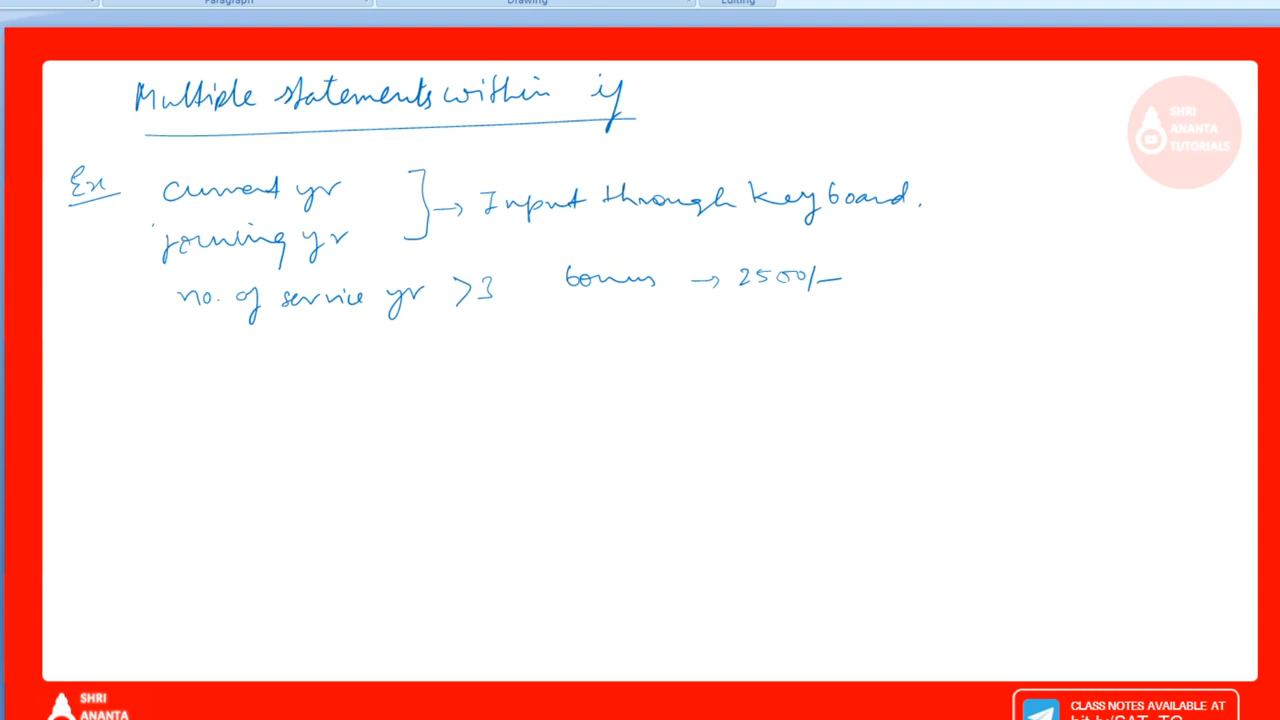 Paragraph
Drawing
Editing
Multiple statements within if
SHRI
ANANTA
TUTORIALS
Ex current yr
joining yr
→ Input through keyboard.
no. of service yr >3 bonus → 2500/-
SHRI
ANANTA
CLASS NOTES AVAILABLE AT